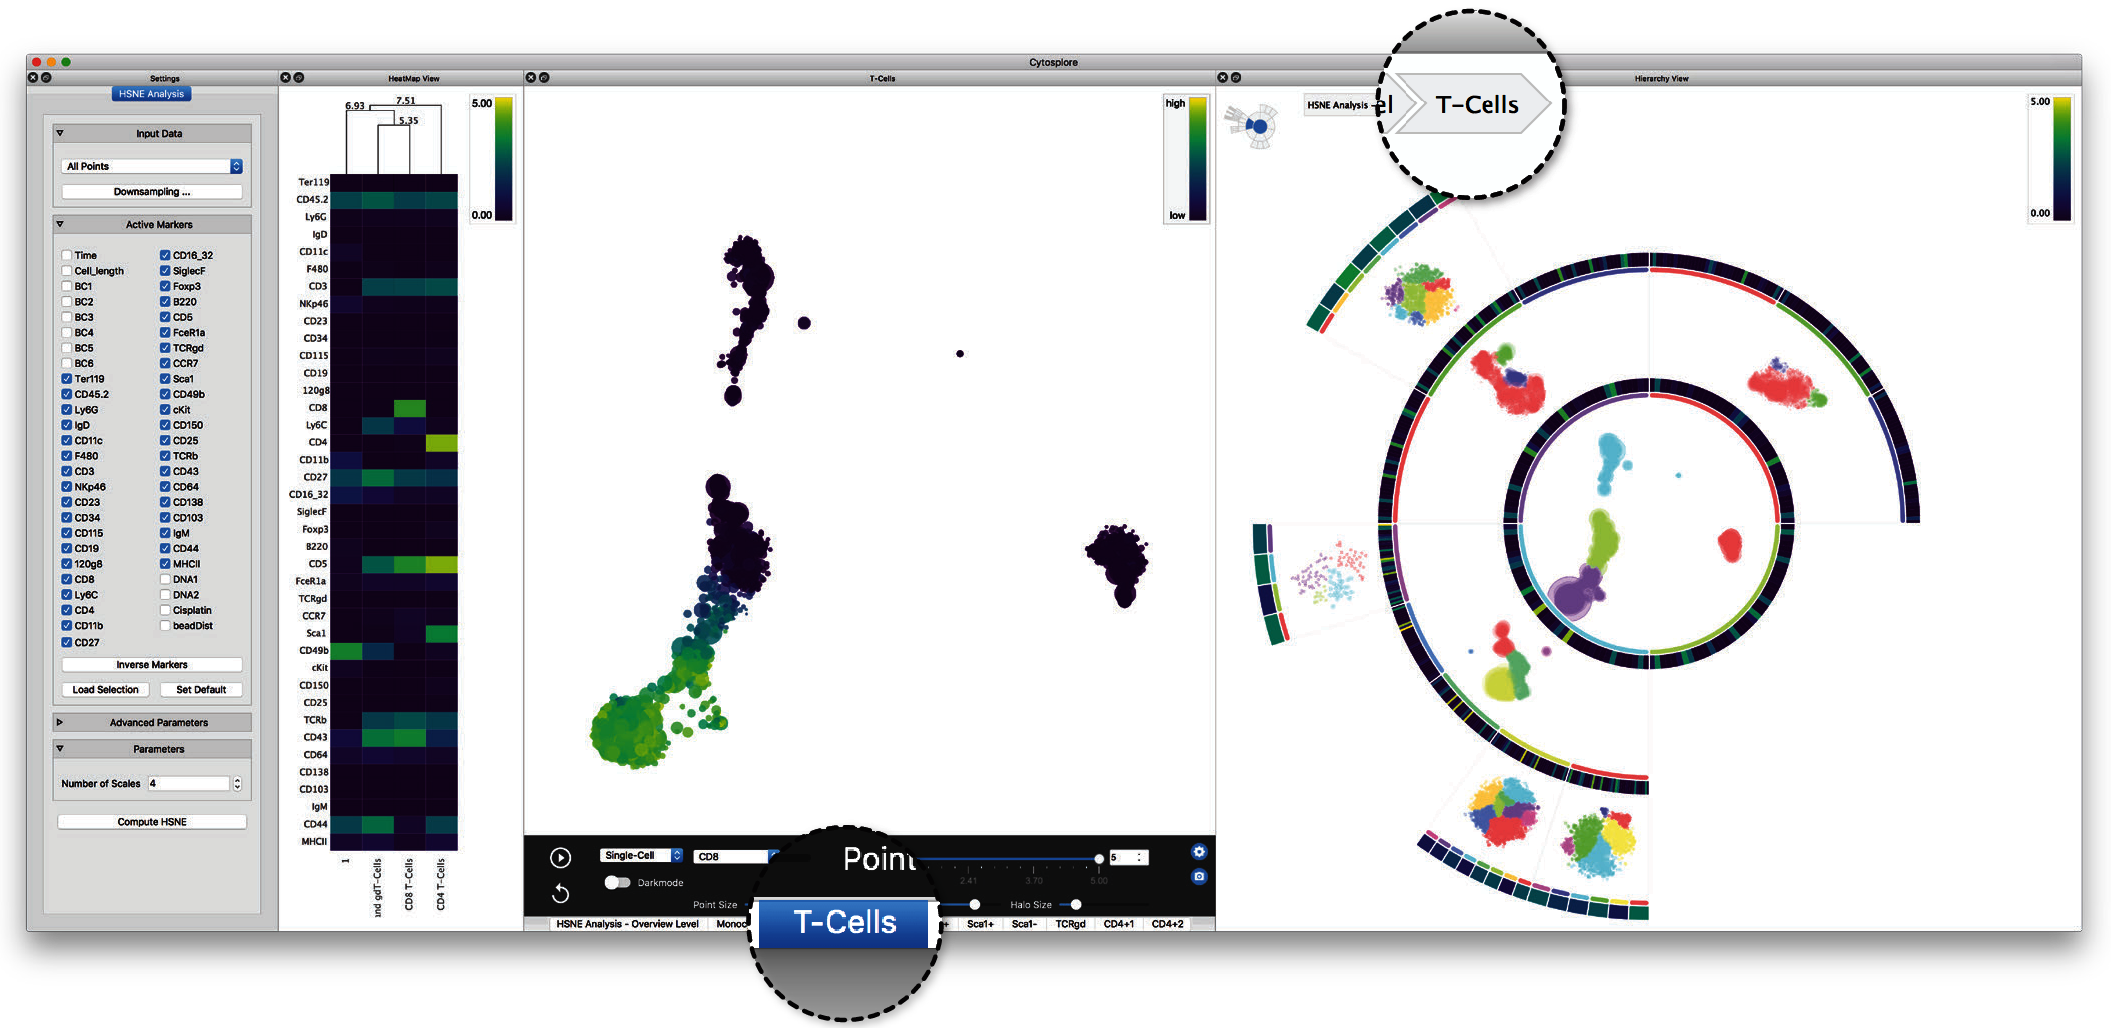 Cytosplore
Settings
HSNE Analysis
Input Data
All Points
Downsampling ...
Active Markers
Time
Cell_length
BC1
BC2
BC3
BC4
BC5
BC6
Ter119
CD45.2
Ly6G
IgD
CD11c
F480
CD3
NKp46
CD23
CD34
CD115
CD19
120g8
CD8
Ly6C
CD4
CD11b
CD27
CD16_32
SiglecF
Foxp3
B220
CD5
FceR1a
TCRgd
CCR7
Sca1
CD49b
cKit
CD150
CD25
TCRb
CD43
CD64
CD138
CD103
IgM
CD44
MHCII
DNA1
DNA2
Cisplatin
beadDist
Inverse Markers
Load Selection
Set Default
Advanced Parameters
Parameters
Number of Scales 4
Compute HSNE
HeatMap View
7.51
6.93
5.35
5.00
0.00
Ter119
CD45.2
Ly6G
IgD
CD11c
F480
CD3
NKp46
CD23
CD34
CD115
CD19
120g8
CD8
Ly6C
CD4
CD11b
CD27
CD16_32
SiglecF
Foxp3
B220
CD5
FceR1a
TCRgd
CCR7
Sca1
CD49b
cKit
CD150
CD25
TCRb
CD43
CD64
CD138
CD103
IgM
CD44
MHCII
1
nd gdT-Cells
CD8 T-Cells
CD4 T-Cells
T-Cells
high
low
Single-Cell
CD8
Point
5
Darkmode
2.41
3.70
5.00
Point Size
Halo Size
HSNE Analysis - Overview Level
Monoc
T-Cells
+
Sca1+
Sca1-
TCRgd
CD4+1
CD4+2
Hierarchy View
HSNE Analysis -
el
T-Cells
5.00
0.00